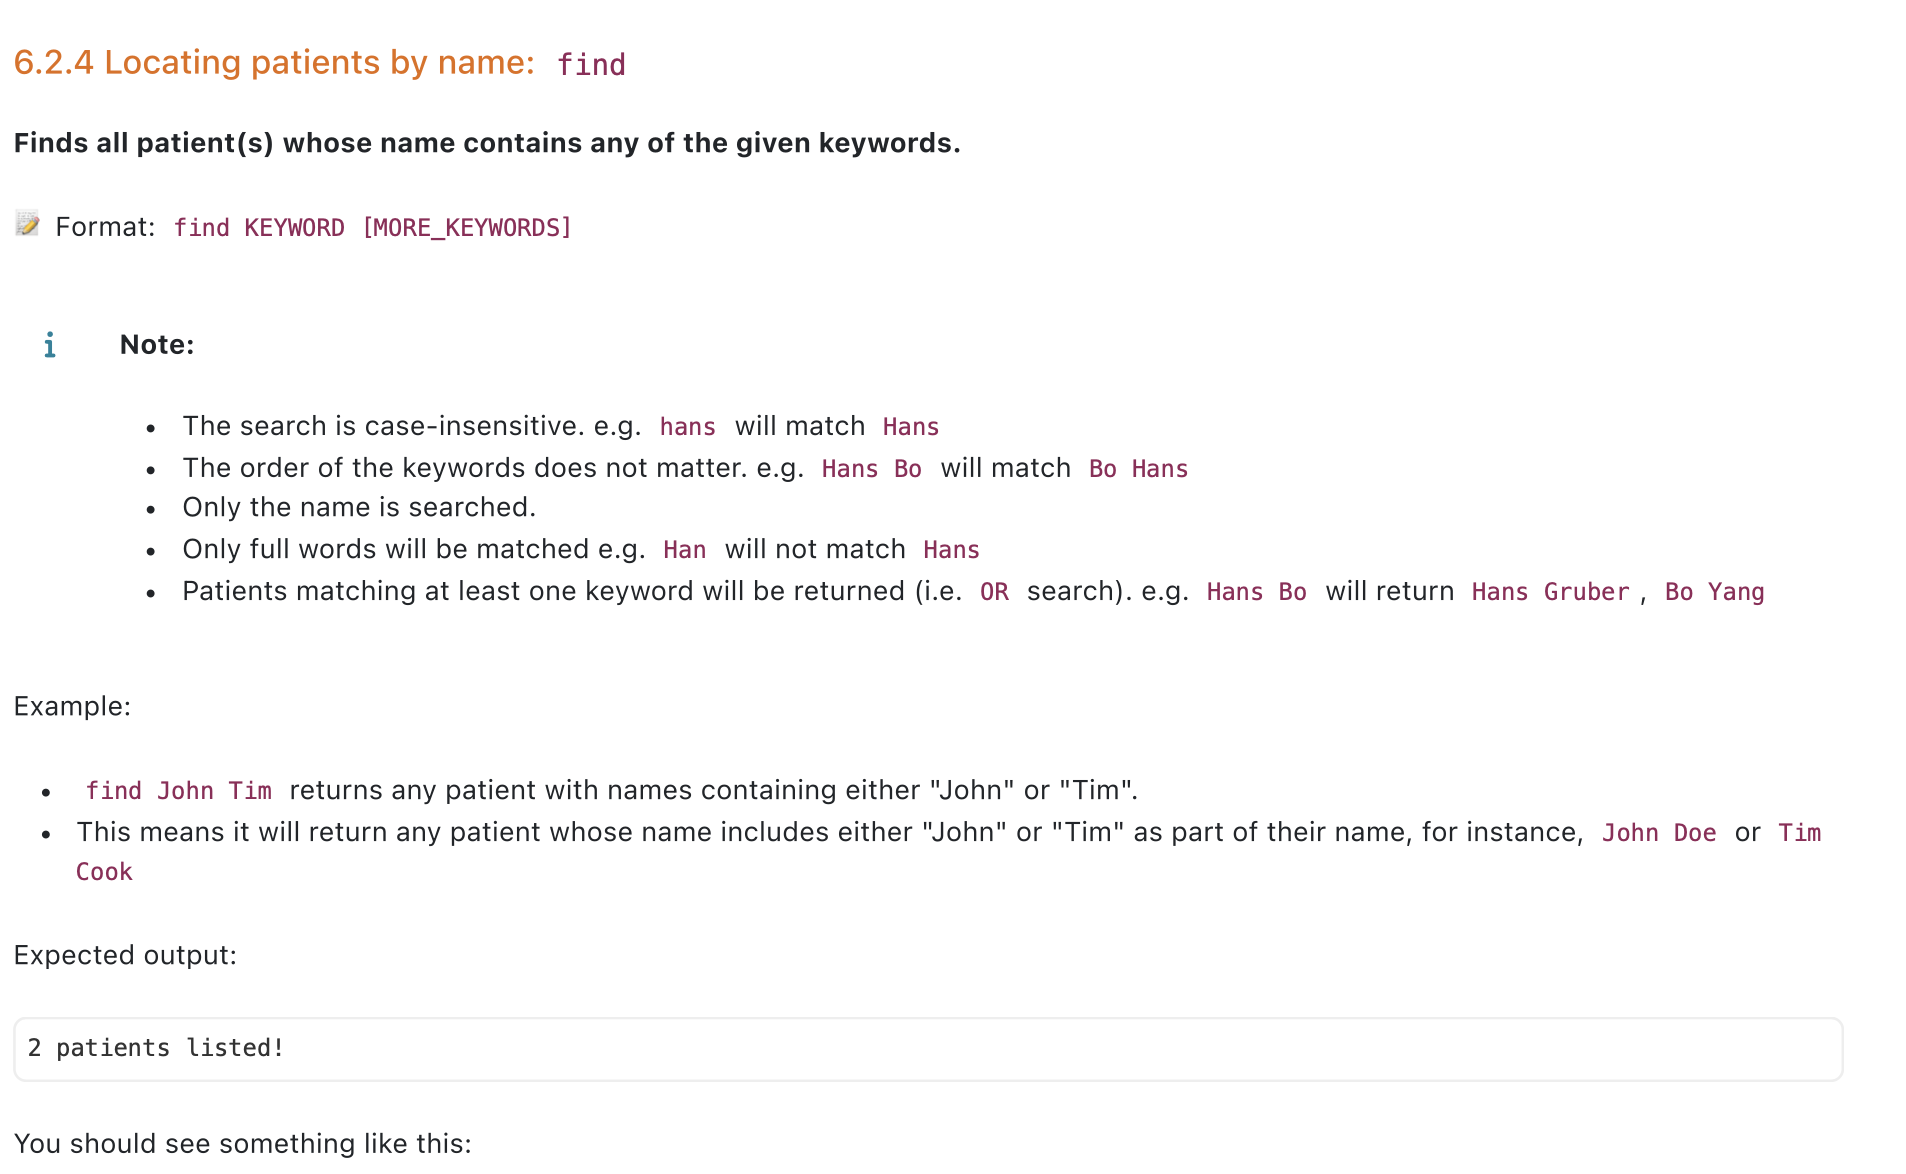 6.2.4 Locating patients by name: find
Finds all patient(s) whose name contains any of the given keywords.
Format: find KEYWORD [MORE_KEYWORDS]
i Note:
• The search is case-insensitive. e.g. hans will match Hans
• The order of the keywords does not matter. e.g. Hans Bo will match Bo Hans
• Only the name is searched.
• Only full words will be matched e.g. Han will not match Hans
• Patients matching at least one keyword will be returned (i.e. OR search). e.g. Hans Bo will return Hans Gruber , Bo Yang
Example:
• find John Tim returns any patient with names containing either "John" or "Tim".
• This means it will return any patient whose name includes either "John" or "Tim" as part of their name, for instance, John Doe or Tim
Cook
Expected output:
2 patients listed!
You should see something like this: